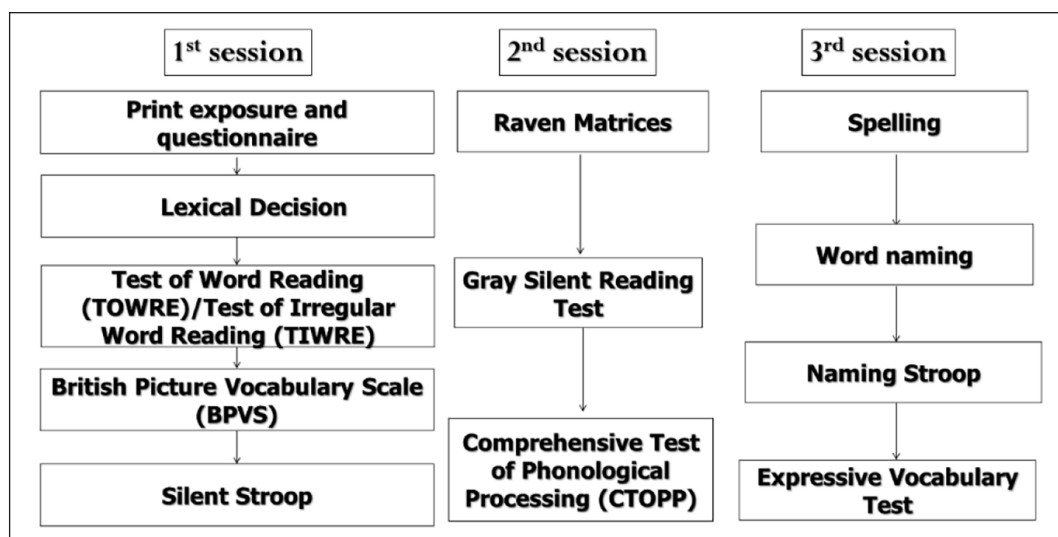 1st session
Print exposure and
questionnaire
Lexical Decision
Test of Word Reading
(TOWRE)/Test of Irregular
Word Reading (TIWRE)
British Picture Vocabulary Scale
(BPVS)
Silent Stroop
2nd session
Raven Matrices
Gray Silent Reading
Test
Comprehensive Test
of Phonological
Processing (CTOPP)
3rd session
Spelling
Word naming
Naming Stroop
Expressive Vocabulary
Test